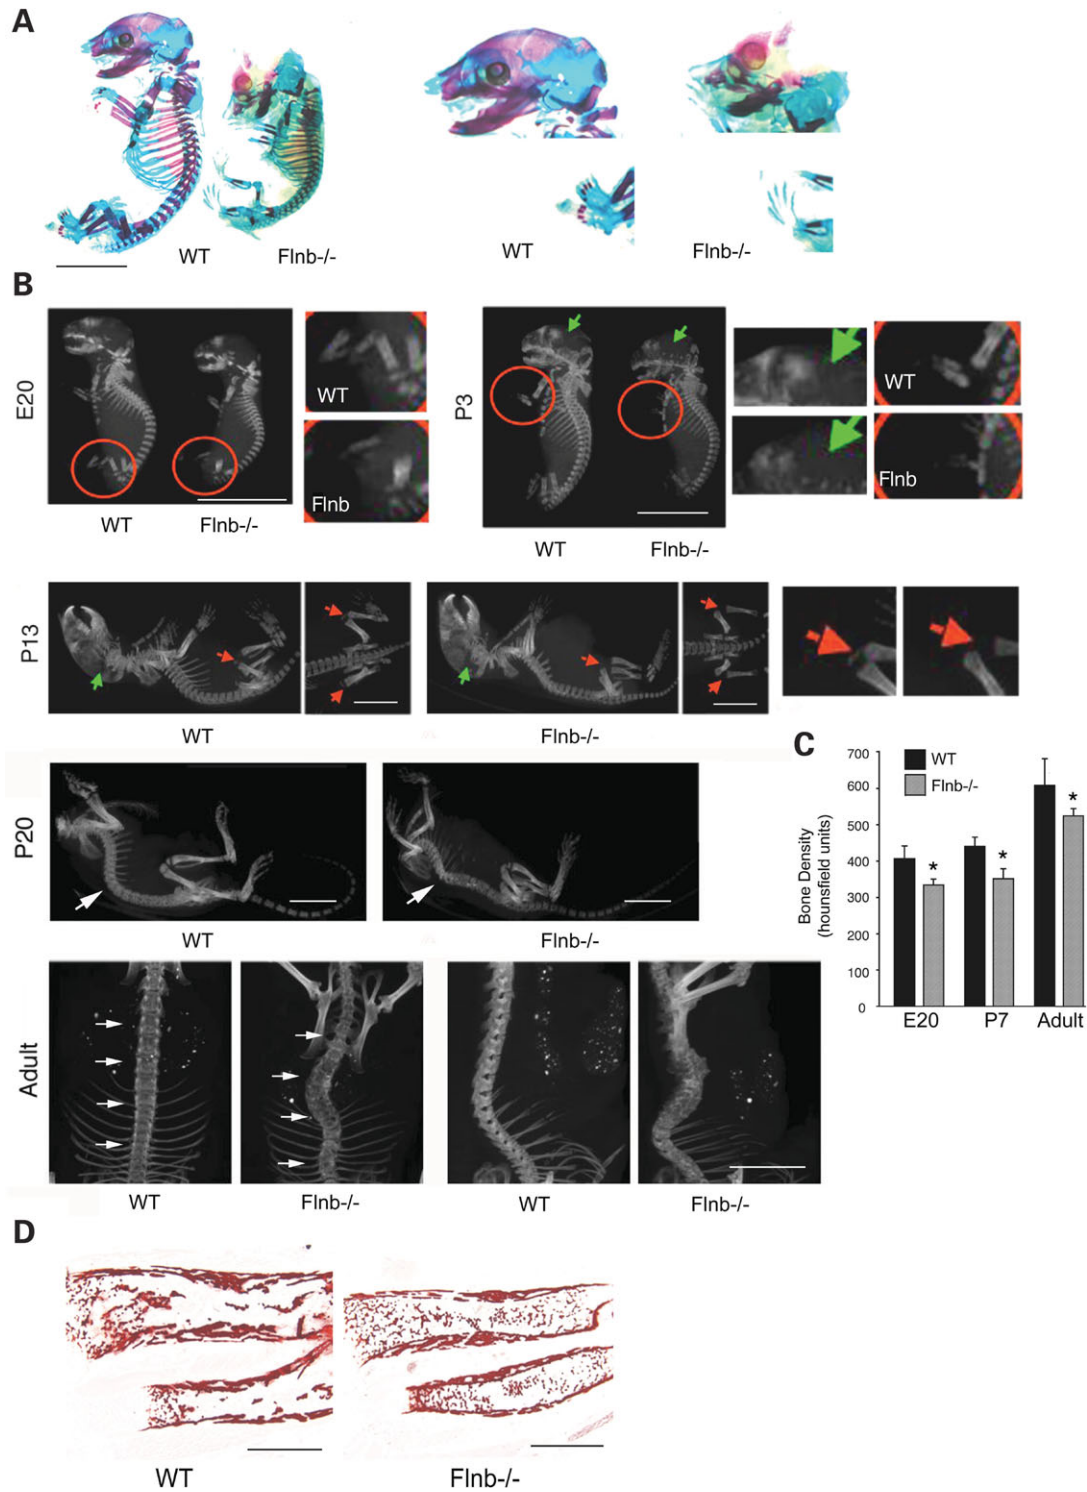 A
WT
Flnb-/-
WT
Flnb-/-
B
E20
WT
Flnb
WT
Flnb-/-
P3
WT
Flnb
WT
Flnb-/-
P13
WT
Flnb-/-
P20
WT
Flnb-/-
C
Bone Density
(hounsfield units)
700
600
500
400
300
200
100
0
WT
Flnb-/-
*
*
*
E20 P7 Adult
Adult
WT
Flnb-/-
WT
Flnb-/-
D
WT
Flnb-/-